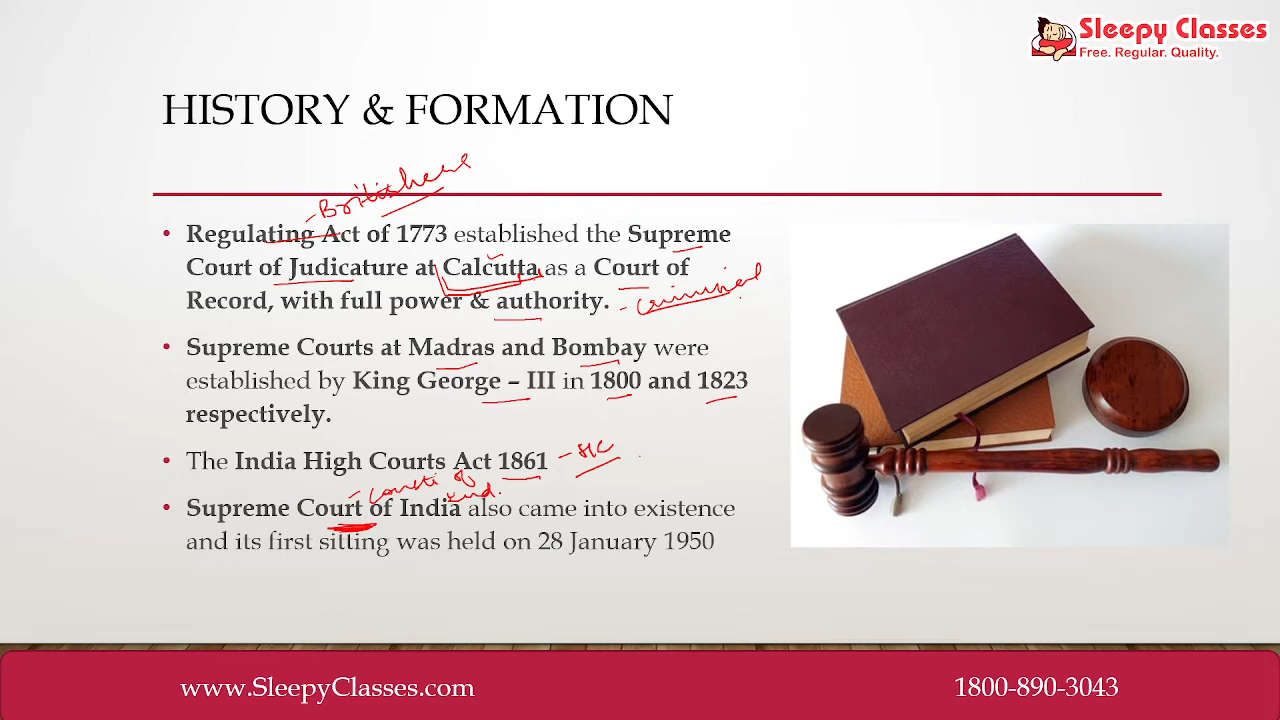 Sleepy Classes
Free. Regular. Quality.
HISTORY & FORMATION
• Regulating Act of 1773 established the Supreme
Court of Judicature at Calcutta as a Court of
Record, with full power & authority. - criminal
• Supreme Courts at Madras and Bombay were
established by King George – III in 1800 and 1823
respectively.
• The India High Courts Act 1861 - HC
• Supreme Court of India also came into existence
and its first sitting was held on 28 January 1950
www.SleepyClasses.com
1800-890-3043